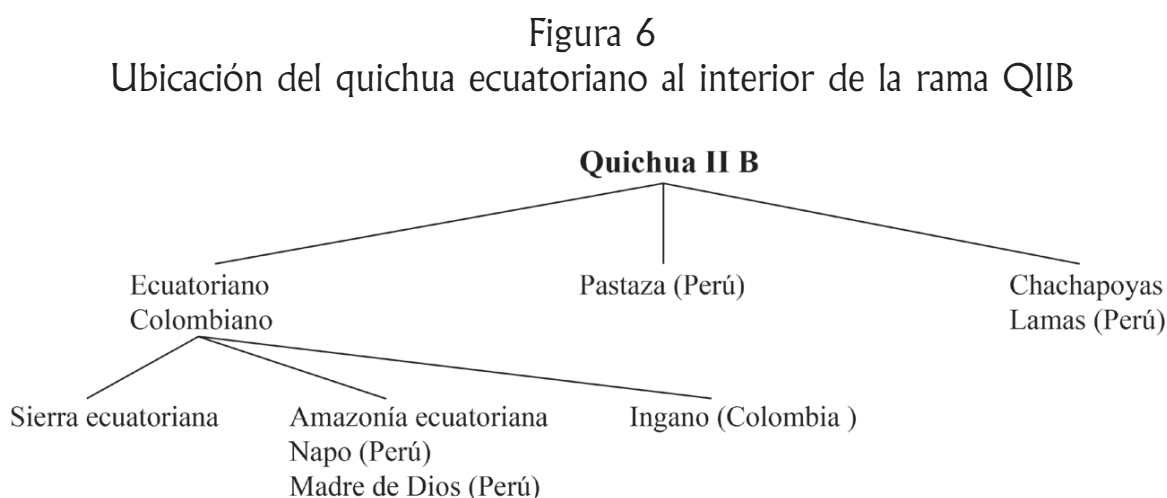 Figura 6
Ubicación del quichua ecuatoriano al interior de la rama QIIB
Quichua II B
Ecuatoriano
Colombiano
Pastaza (Perú)
Chachapoyas
Lamas (Perú)
Sierra ecuatoriana
Amazonía ecuatoriana
Napo (Perú)
Madre de Dios (Perú)
Ingano (Colombia )